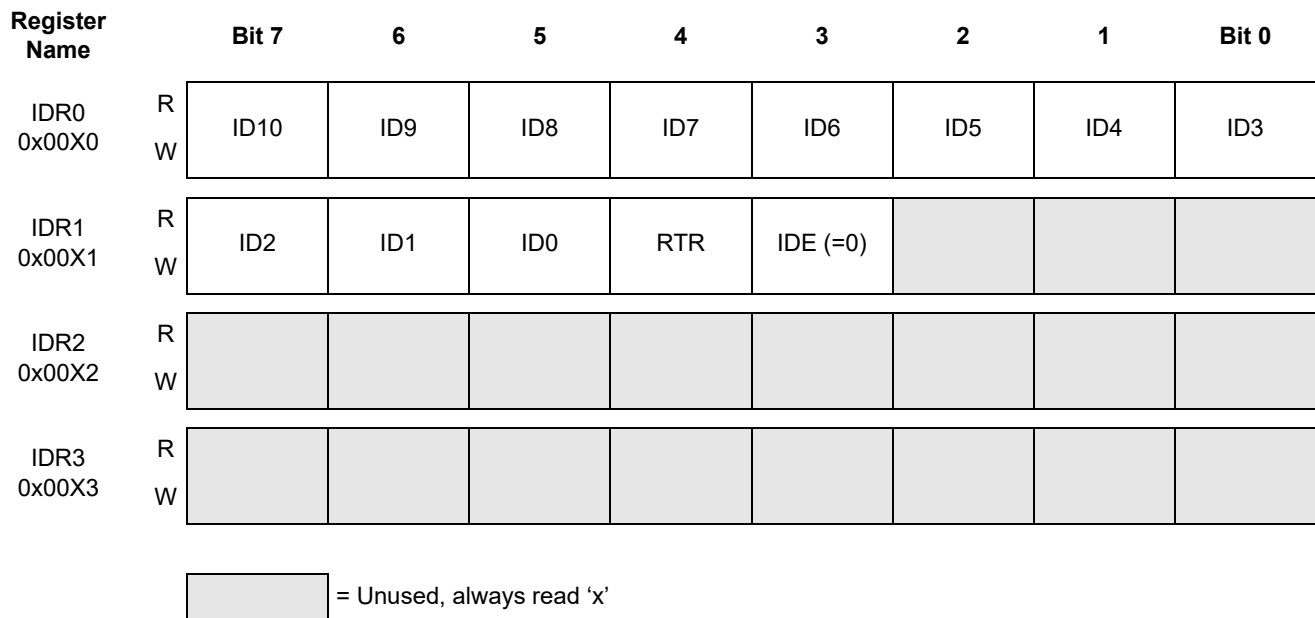 Register Name Bit 7 6 5 4 3 2 1 Bit 0
IDR0 0x00X0 R W ID10 ID9 ID8 ID7 ID6 ID5 ID4 ID3
IDR1 0x00X1 R W ID2 ID1 ID0 RTR IDE (=0)
IDR2 0x00X2 R W
IDR3 0x00X3 R W
= Unused, always read ‘x’